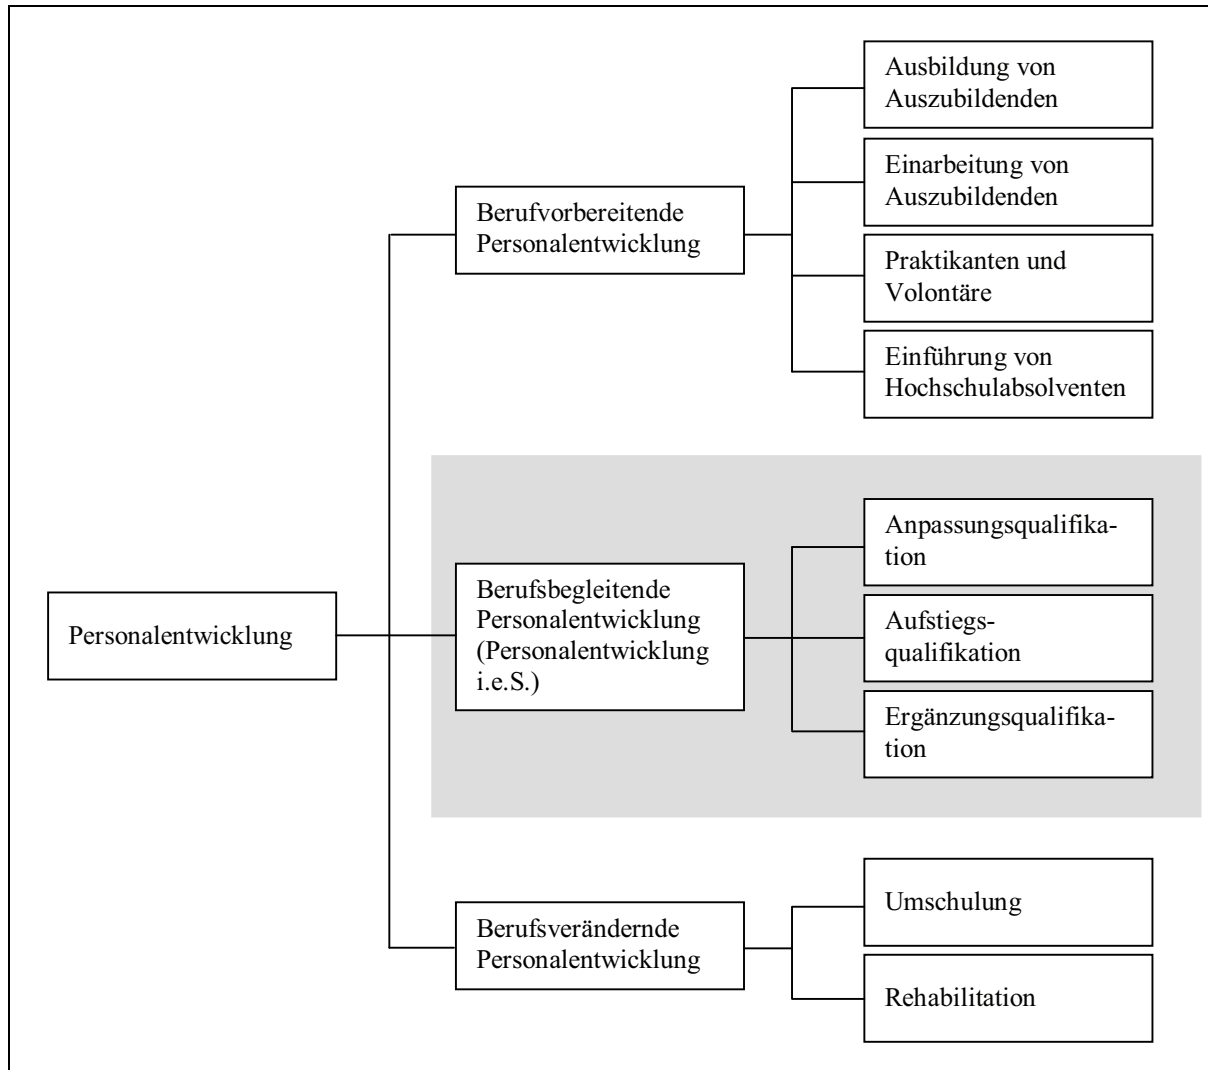 Personalentwicklung
Berufvorbereitende
Personalentwicklung
Ausbildung von
Auszubildenden
Einarbeitung von
Auszubildenden
Praktikanten und
Volontäre
Einführung von
Hochschulabsolventen
Berufsbegleitende
Personalentwicklung
(Personalentwicklung
i.e.S.)
Anpassungsqualifika-
tion
Aufstiegs-
qualifikation
Ergänzungsqualifika-
tion
Berufsverändernde
Personalentwicklung
Umschulung
Rehabilitation